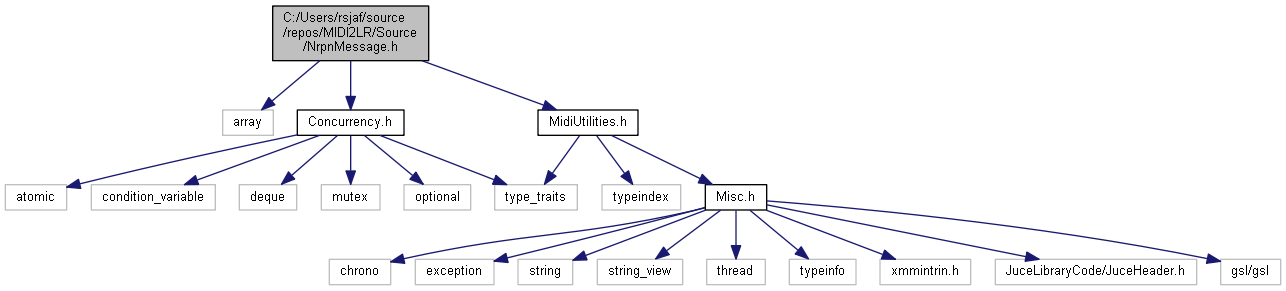 C:/Users/rsjaf/source
/repos/MIDI2LR/Source
/NrpnMessage.h
array
Concurrency.h
MidiUtilities.h
atomic
condition_variable
deque
mutex
optional
type_traits
typeindex
Misc.h
chrono
exception
string
string_view
thread
typeinfo
xmmintrin.h
JuceLibraryCode/JuceHeader.h
gsl/gsl